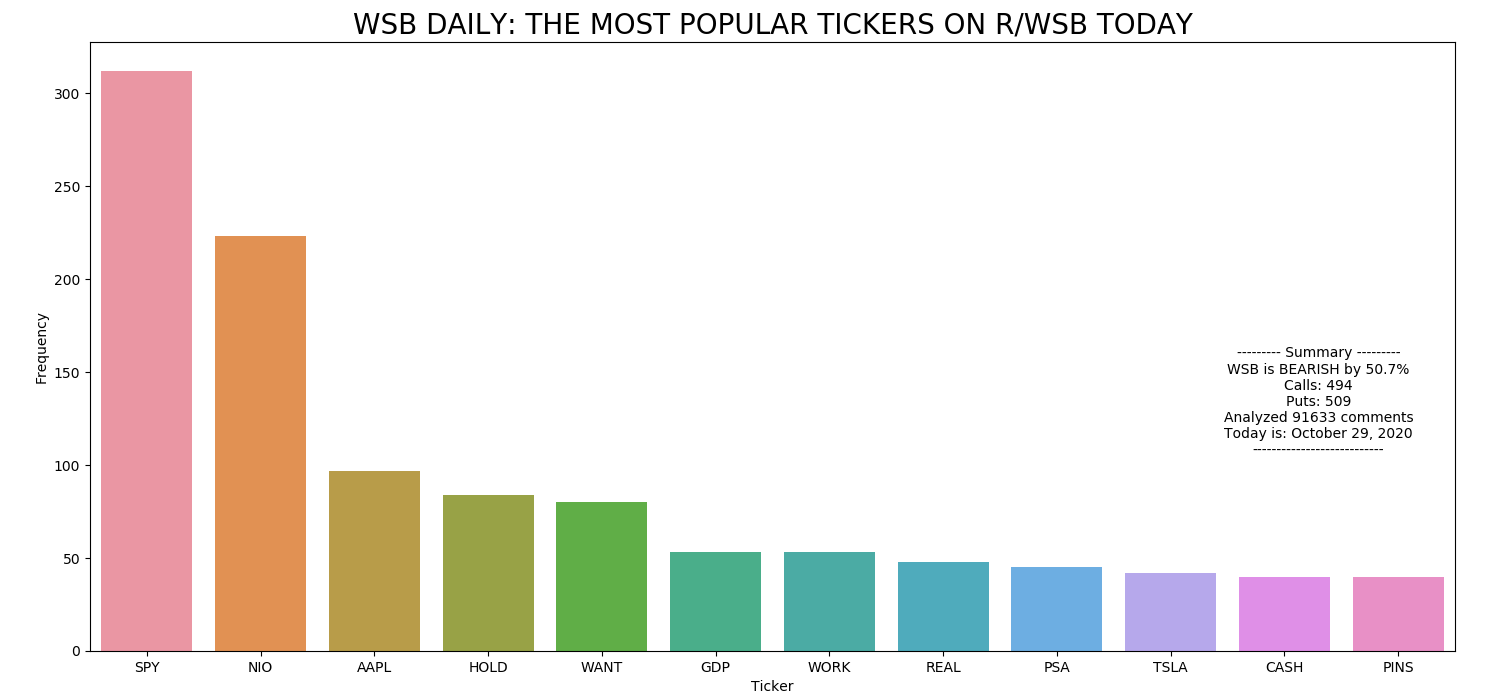 WSB DAILY: THE MOST POPULAR TICKERS ON R/WSB TODAY
Frequency
300
250
200
150
100
50
0
--------- Summary ---------
WSB is BEARISH by 50.7%
Calls: 494
Puts: 509
Analyzed 91633 comments
Today is: October 29, 2020
---------------------------
SPY NIO AAPL HOLD WANT GDP WORK REAL PSA TSLA CASH PINS
Ticker